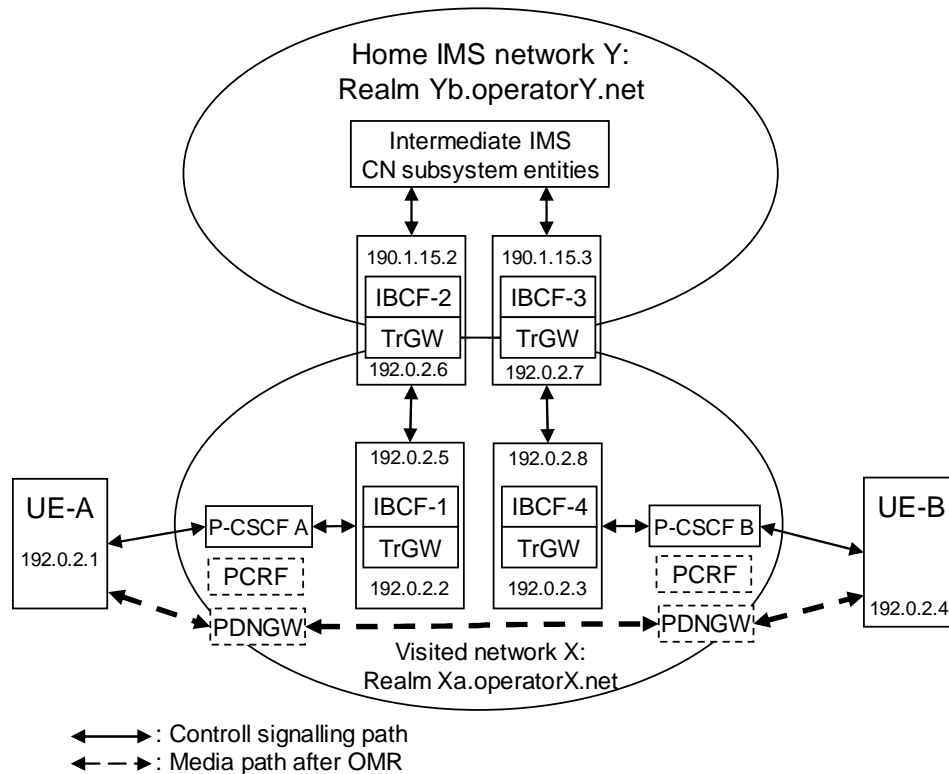 Home IMS network Y:
Realm Yb.operatorY.net
Intermediate IMS
CN subsystem entities
190.1.15.2
IBCF-2
TrGW
192.0.2.6
190.1.15.3
IBCF-3
TrGW
192.0.2.7
UE-A
192.0.2.1
P-CSCF A
PCRF
PDNGW
192.0.2.5
IBCF-1
TrGW
192.0.2.2
192.0.2.8
IBCF-4
TrGW
192.0.2.3
P-CSCF B
PCRF
PDNGW
UE-B
192.0.2.4
Visited network X:
Realm Xa.operatorX.net
: Controll signalling path
: Media path after OMR